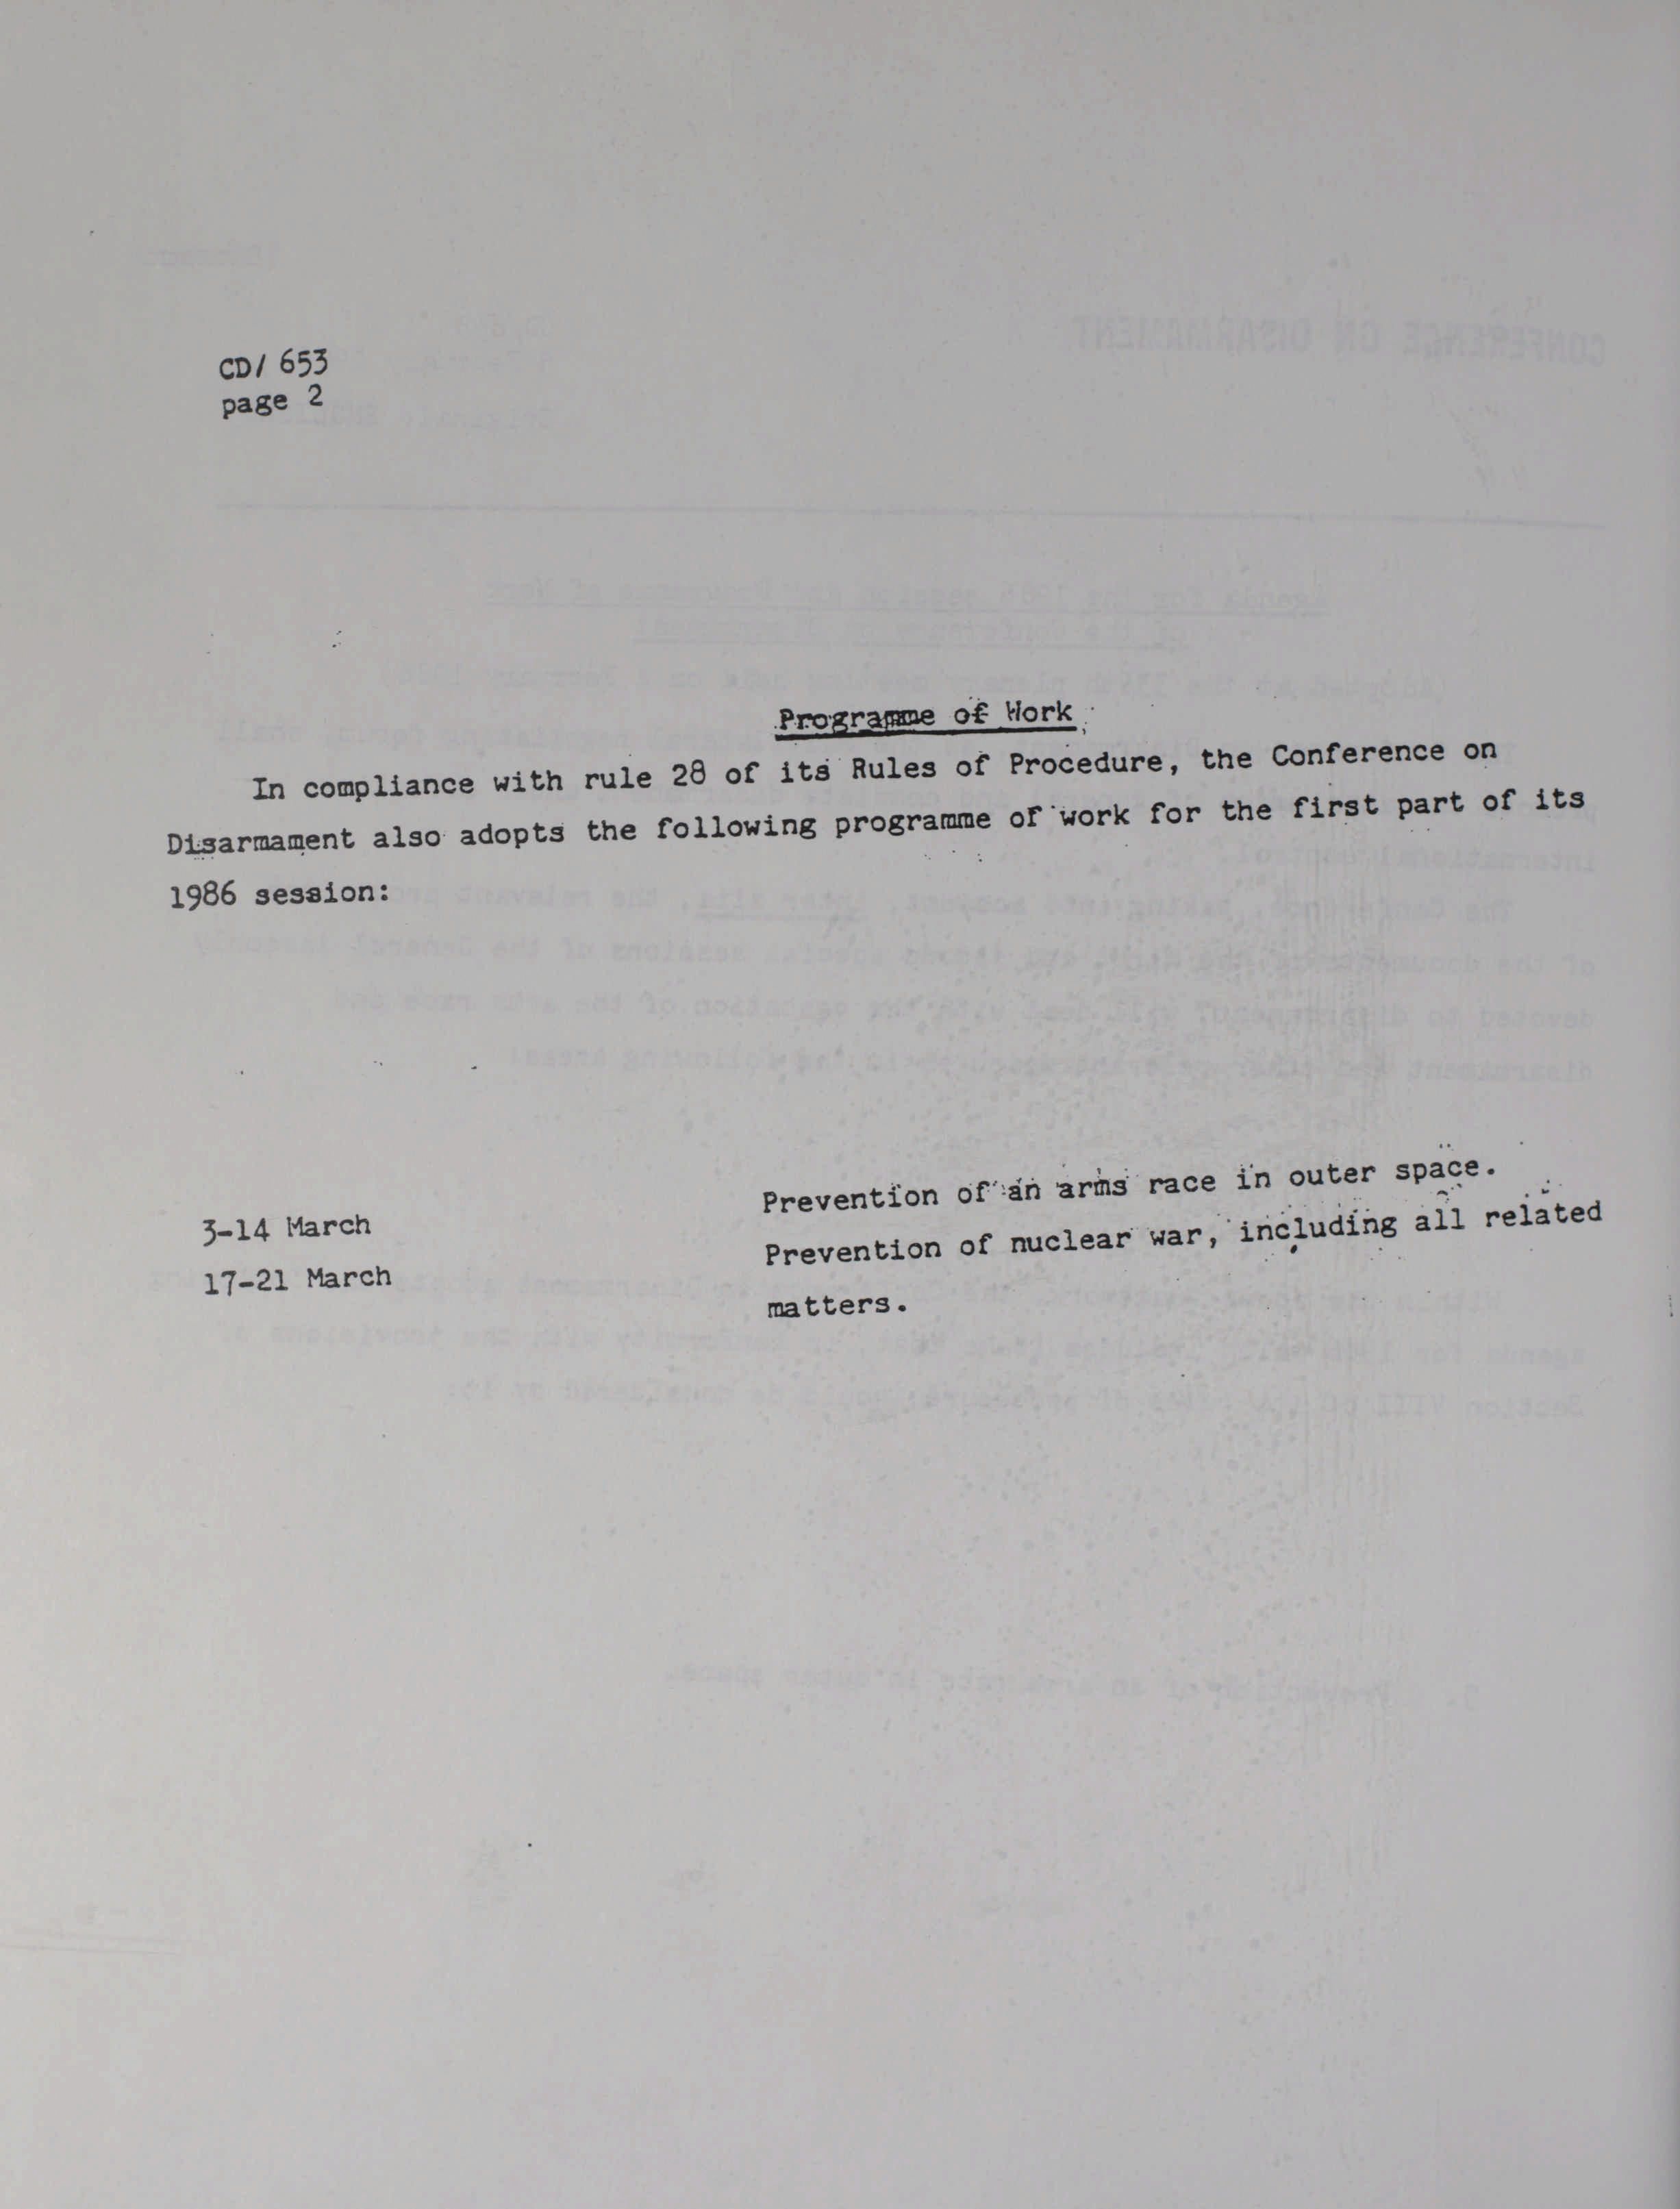 CD/ 653
page 2
Programme of Work
In compliance with rule 28 of its Rules of Procedure, the Conference on
Disarmament also adopts the following programme of work for the first part of its
1986 session:
3-14 March Prevention of an arms race in outer space.
17-21 March Prevention of nuclear war, including all related
matters.